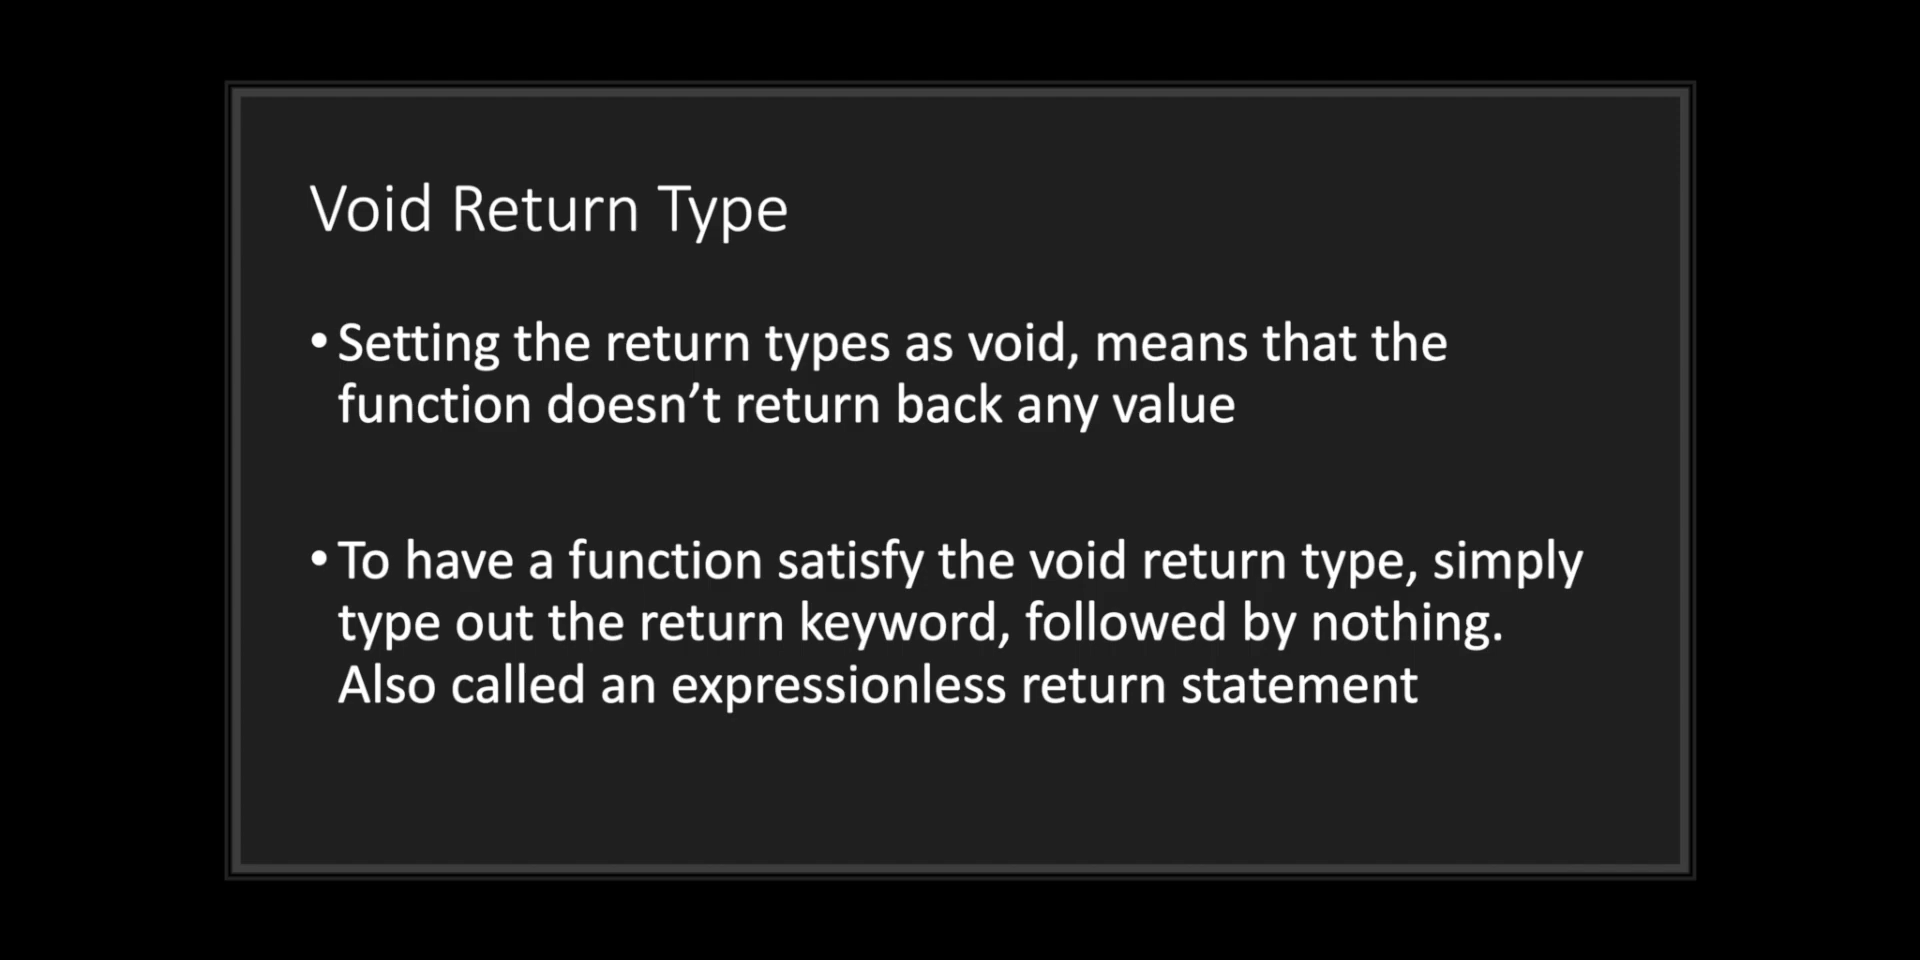 Void Return Type
• Setting the return types as void, means that the
function doesn’t return back any value
• To have a function satisfy the void return type, simply
type out the return keyword, followed by nothing.
Also called an expressionless return statement